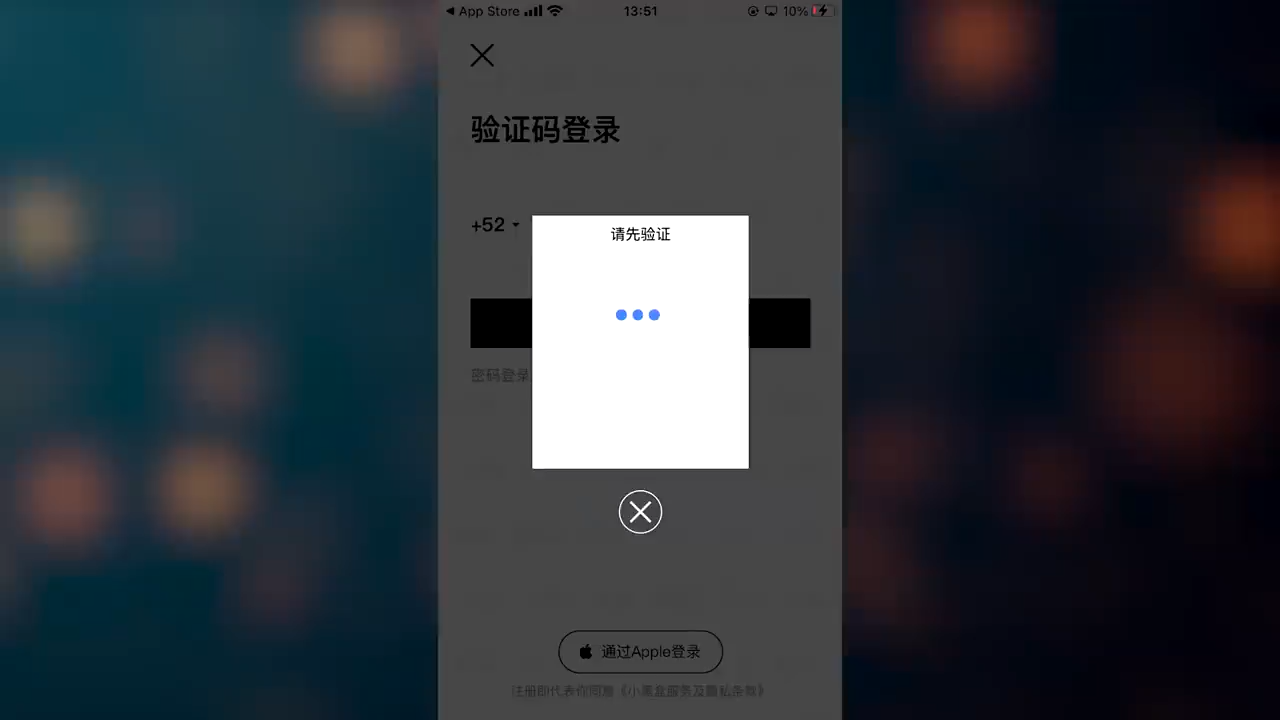 App Store
13:51
10%
验证码登录
+52
请先验证
密码登录
通过Apple登录
注册即代表你同意《小黑盒服务及隐私条款》